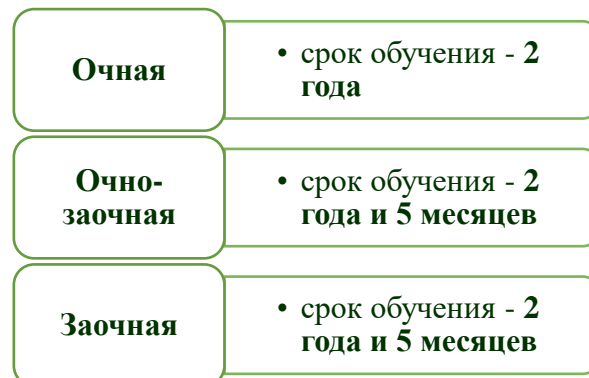 Очная
• срок обучения - 2
года
Очно-
заочная
• срок обучения - 2
года и 5 месяцев
Заочная
• срок обучения - 2
года и 5 месяцев